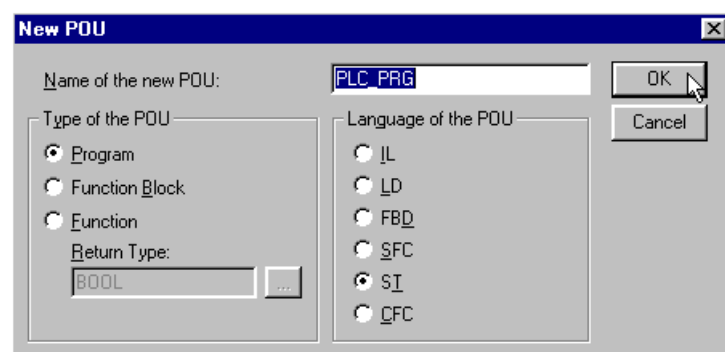 New POU
Name of the new POU:
PLC_PRG
OK
Cancel
Type of the POU
Program
Function Block
Function
Return Type:
BOOL
...
Language of the POU
IL
LD
FBD
SFC
ST
CFC